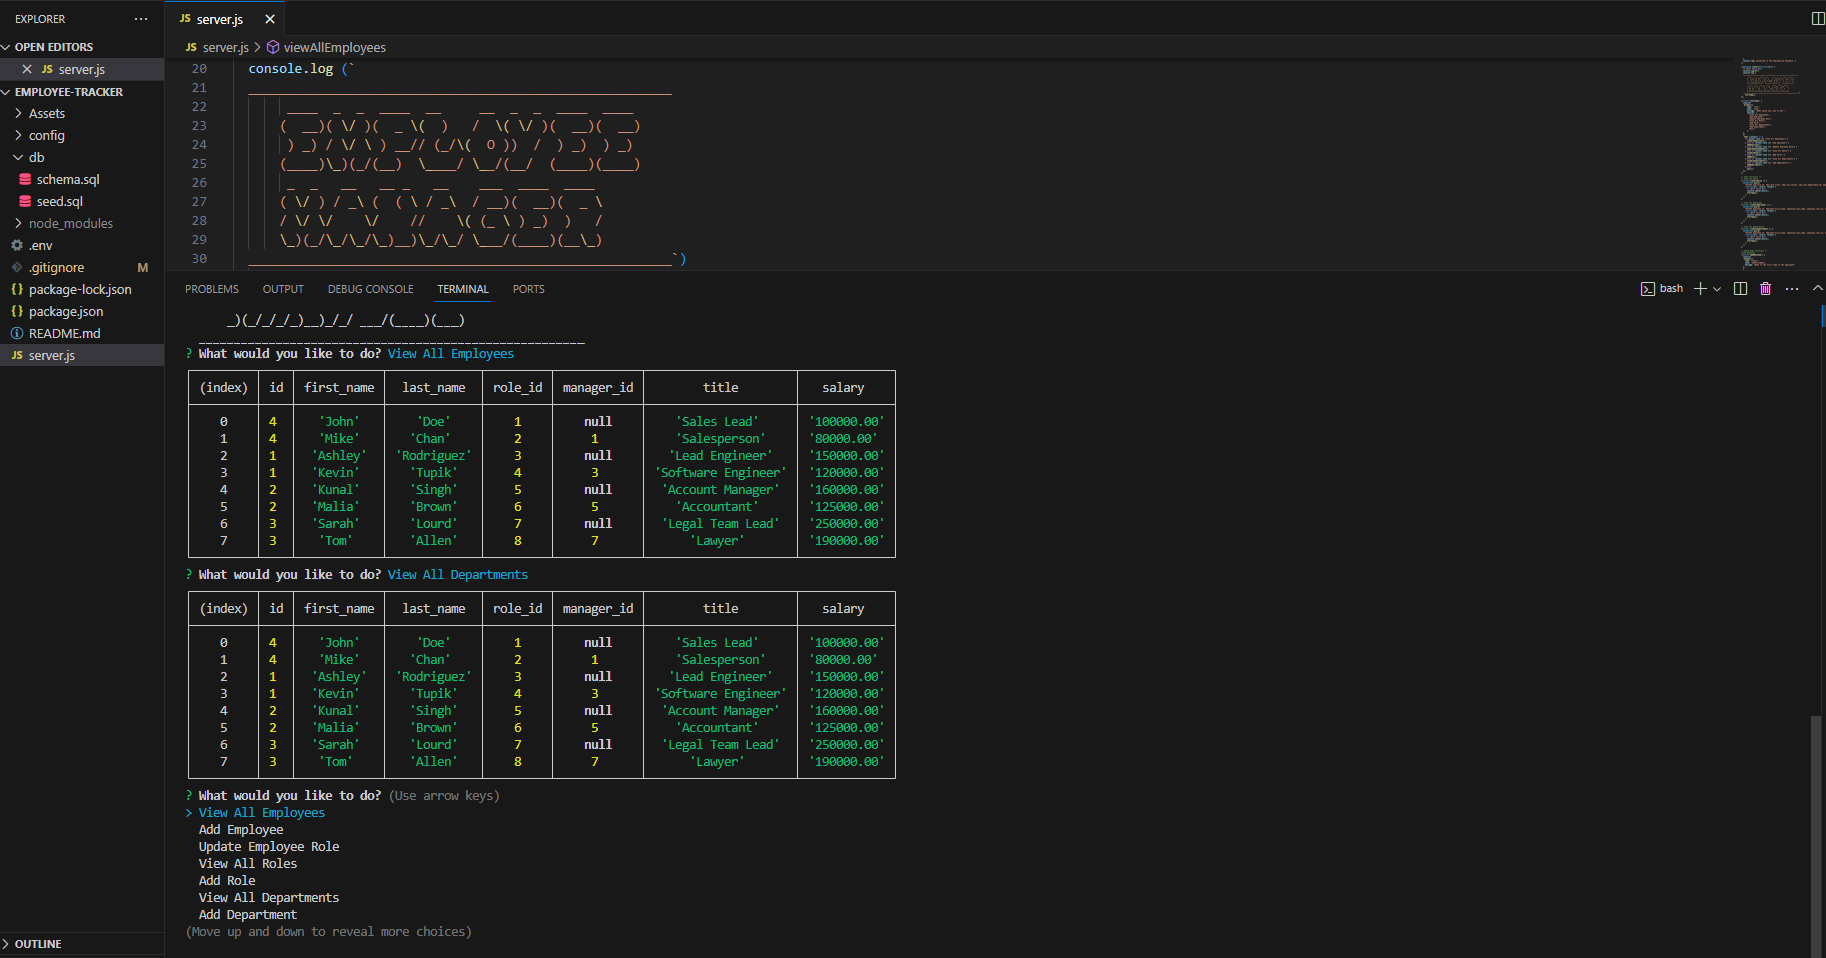 EXPLORER ···
OPEN EDITORS
JS server.js
EMPLOYEE-TRACKER
Assets
config
db
schema.sql
seed.sql
node_modules
.env
.gitignore M
package-lock.json
package.json
README.md
JS server.js
OUTLINE
JS server.js
JS server.js > viewAllEmployees
20 console.log (`
21 ____________________________________________________________
22 ____  _  _  ____  __     __  _  _  ____  ____
23 (  __)( \/ )(  _ \(  )   /  \( \/ )(  __)(  __)
24 ) _) / \/ \ ) __// (_/\(  O ))  /  ) _)  ) _)
25 (____)\_)(_/(__)  \____/ \__/(__/  (____)(____)
26 _  _   __   __ _   __    ___  ____  ____
27 ( \/ ) / _\ (  ( \ / _\  / __)(  __)(  _ \
28 / \/ \/    \/    //    \( (_ \ ) _)  )   /
29 \_)(_/\_/\_/\_)__)\_/\_/ \___/(____)(__\_)
30 ____________________________________________________________`)
PROBLEMS OUTPUT DEBUG CONSOLE TERMINAL PORTS
bash
_)(_/_/_/_)__)_/_/ ___/(____)(___)
_______________________________________________________
? What would you like to do? View All Employees
(index) id first_name last_name role_id manager_id title salary
0 4 'John' 'Doe' 1 null 'Sales Lead' '100000.00'
1 4 'Mike' 'Chan' 2 1 'Salesperson' '80000.00'
2 1 'Ashley' 'Rodriguez' 3 null 'Lead Engineer' '150000.00'
3 1 'Kevin' 'Tupik' 4 3 'Software Engineer' '120000.00'
4 2 'Kunal' 'Singh' 5 null 'Account Manager' '160000.00'
5 2 'Malia' 'Brown' 6 5 'Accountant' '125000.00'
6 3 'Sarah' 'Lourd' 7 null 'Legal Team Lead' '250000.00'
7 3 'Tom' 'Allen' 8 7 'Lawyer' '190000.00'
? What would you like to do? View All Departments
(index) id first_name last_name role_id manager_id title salary
0 4 'John' 'Doe' 1 null 'Sales Lead' '100000.00'
1 4 'Mike' 'Chan' 2 1 'Salesperson' '80000.00'
2 1 'Ashley' 'Rodriguez' 3 null 'Lead Engineer' '150000.00'
3 1 'Kevin' 'Tupik' 4 3 'Software Engineer' '120000.00'
4 2 'Kunal' 'Singh' 5 null 'Account Manager' '160000.00'
5 2 'Malia' 'Brown' 6 5 'Accountant' '125000.00'
6 3 'Sarah' 'Lourd' 7 null 'Legal Team Lead' '250000.00'
7 3 'Tom' 'Allen' 8 7 'Lawyer' '190000.00'
? What would you like to do? (Use arrow keys)
> View All Employees
Add Employee
Update Employee Role
View All Roles
Add Role
View All Departments
Add Department
(Move up and down to reveal more choices)